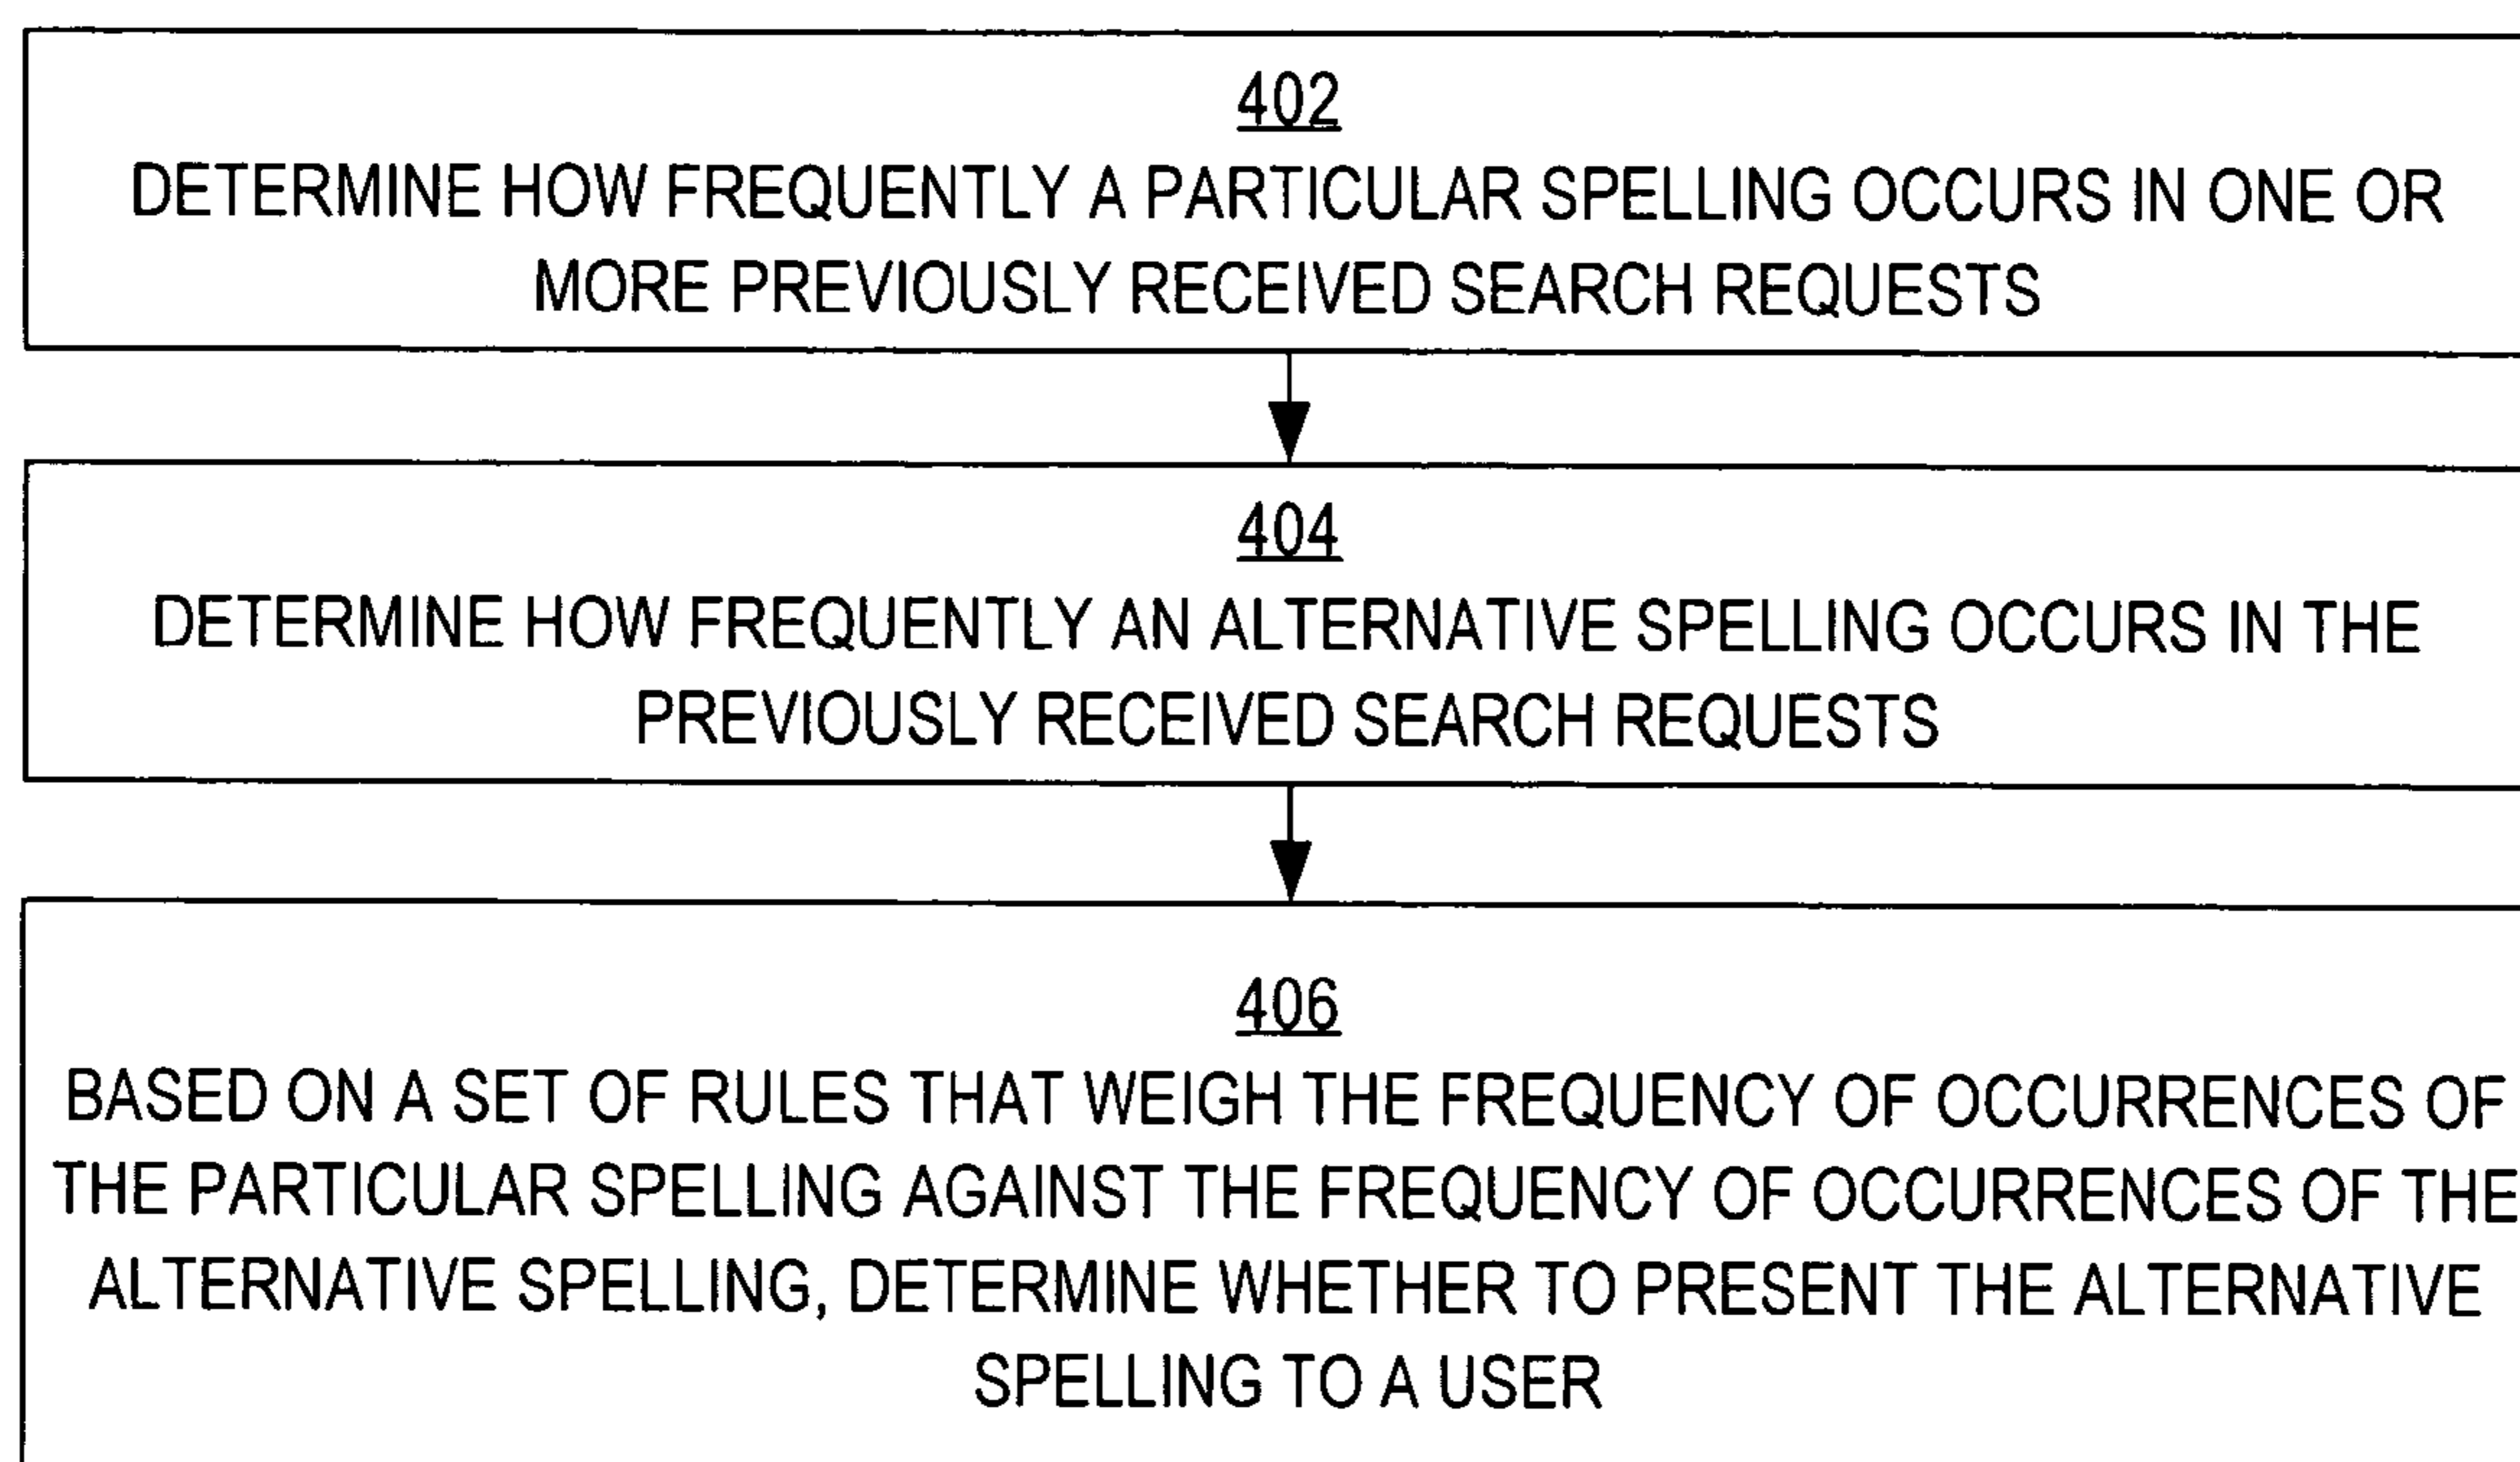 402
DETERMINE HOW FREQUENTLY A PARTICULAR SPELLING OCCURS IN ONE OR
MORE PREVIOUSLY RECEIVED SEARCH REQUESTS
404
DETERMINE HOW FREQUENTLY AN ALTERNATIVE SPELLING OCCURS IN THE
PREVIOUSLY RECEIVED SEARCH REQUESTS
406
BASED ON A SET OF RULES THAT WEIGH THE FREQUENCY OF OCCURRENCES OF
THE PARTICULAR SPELLING AGAINST THE FREQUENCY OF OCCURRENCES OF THE
ALTERNATIVE SPELLING, DETERMINE WHETHER TO PRESENT THE ALTERNATIVE
SPELLING TO A USER